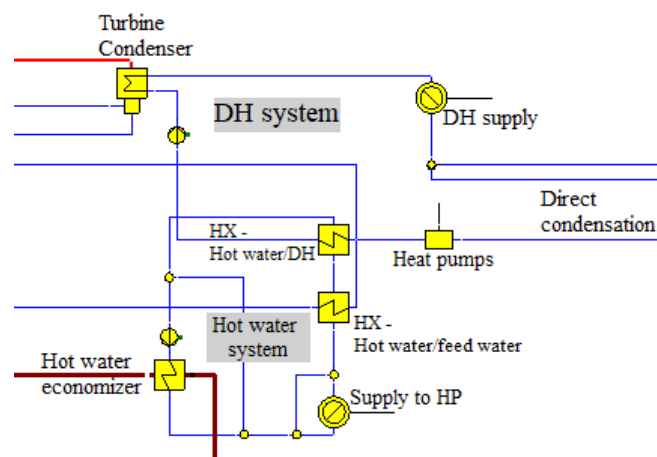 Turbine
Condenser
DH system
DH supply
Direct
condensation
HX -
Hot water/DH
Heat pumps
Hot water
system
HX -
Hot water/feed water
Hot water
economizer
Supply to HP